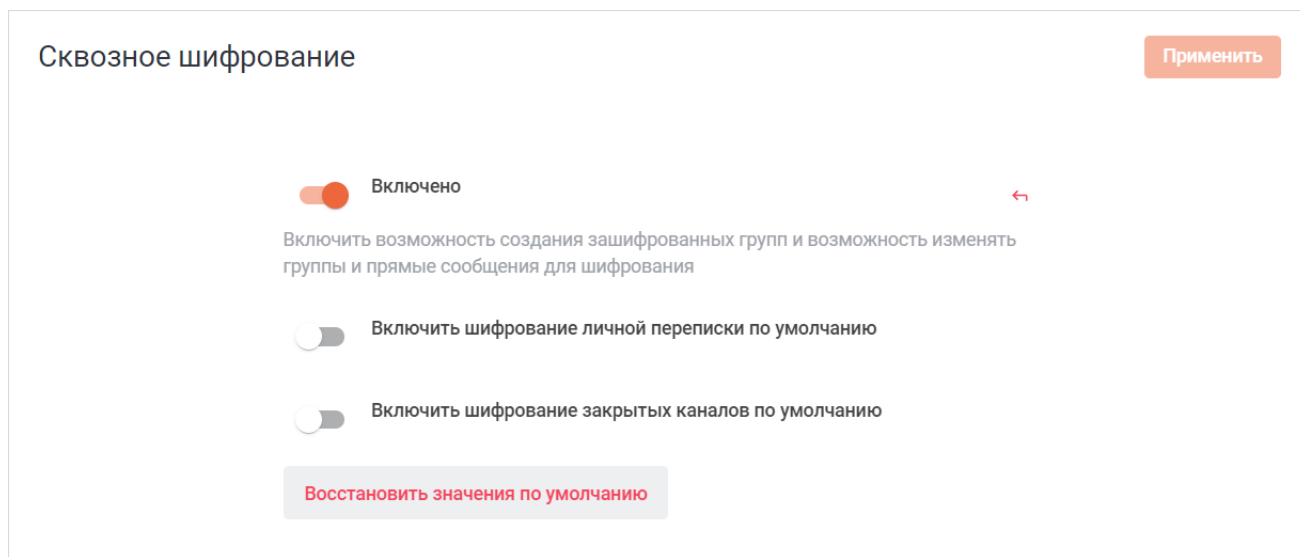 Сквозное шифрование
Применить
Включено
Включить возможность создания зашифрованных групп и возможность изменять
группы и прямые сообщения для шифрования
Включить шифрование личной переписки по умолчанию
Включить шифрование закрытых каналов по умолчанию
Восстановить значения по умолчанию